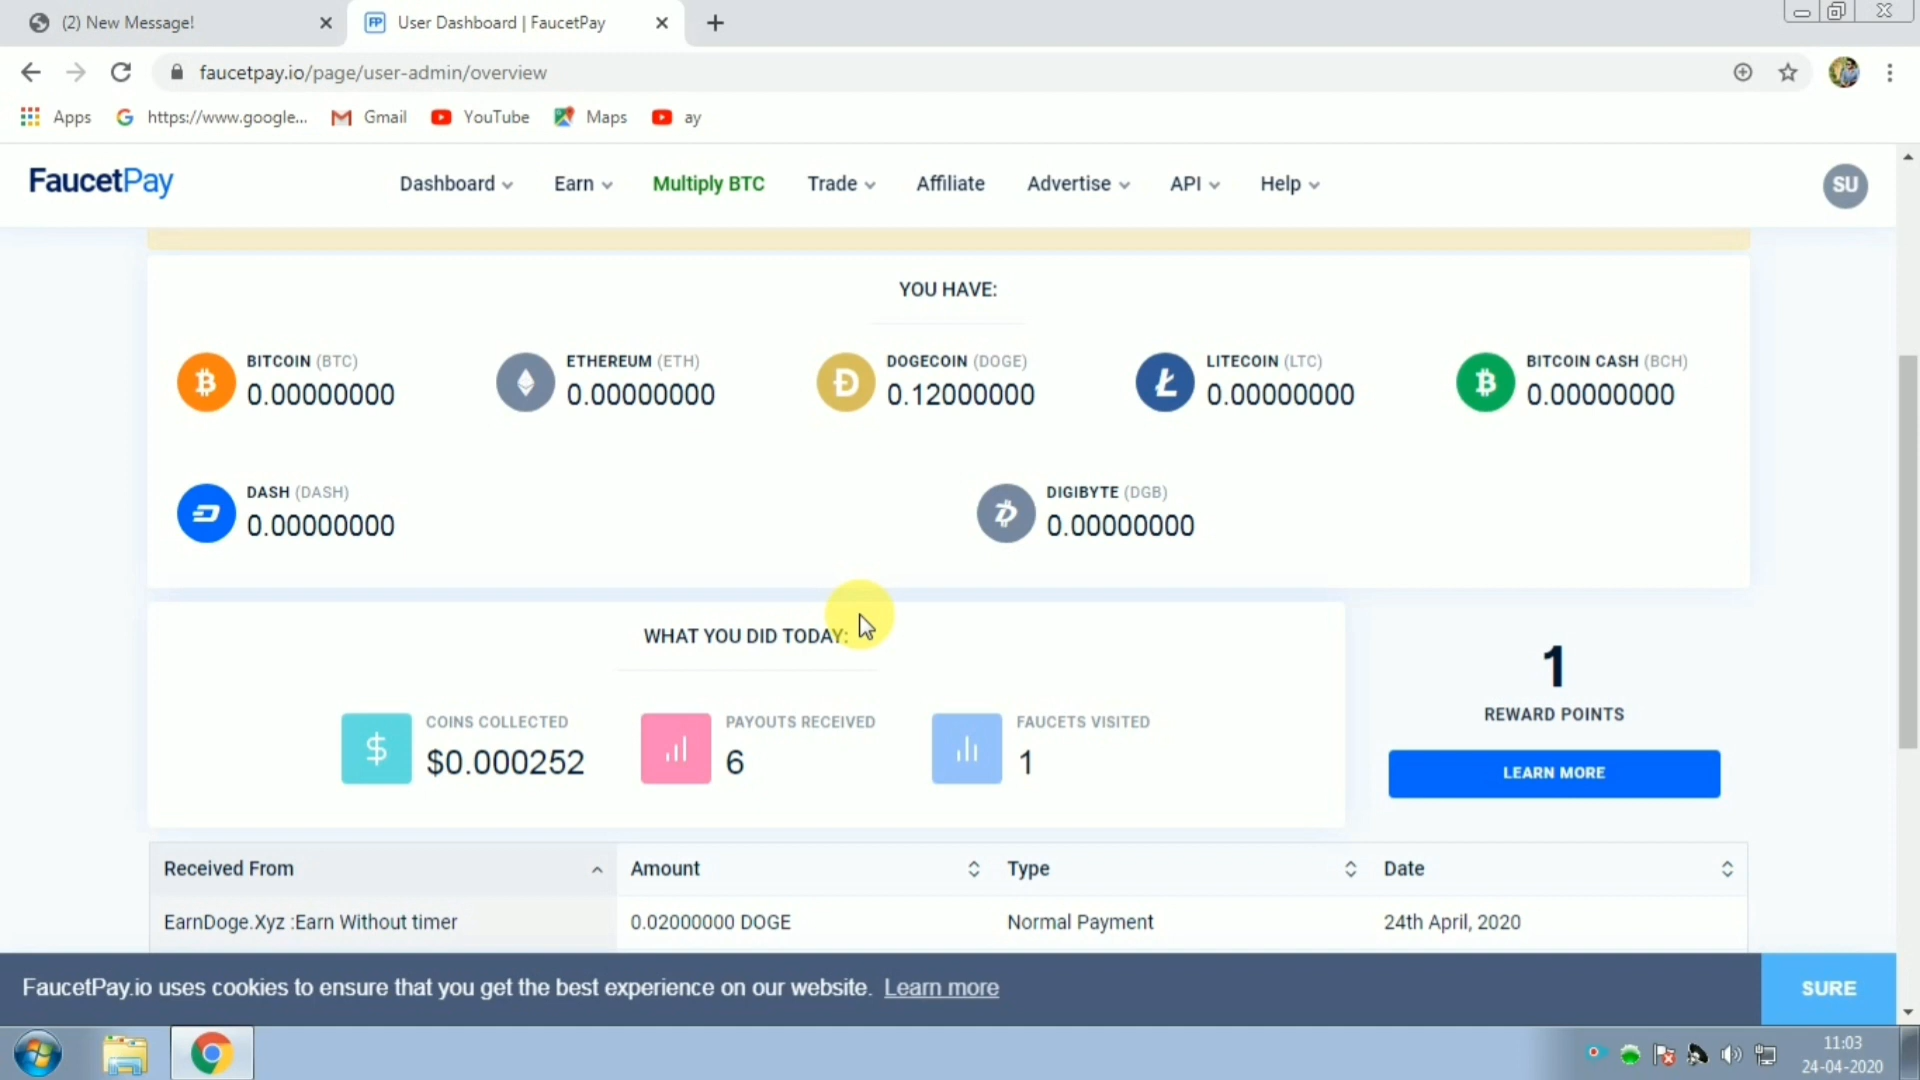 (2) New Message!
FP User Dashboard | FaucetPay
faucetpay.io/page/user-admin/overview
Apps https://www.google... Gmail YouTube Maps ay
FaucetPay Dashboard Earn Multiply BTC Trade Affiliate Advertise API Help SU
YOU HAVE:
BITCOIN (BTC) ETHEREUM (ETH) DOGECOIN (DOGE) LITECOIN (LTC) BITCOIN CASH (BCH)
0.00000000 0.00000000 0.12000000 0.00000000 0.00000000
DASH (DASH) DIGIBYTE (DGB)
0.00000000 0.00000000
WHAT YOU DID TODAY:
COINS COLLECTED PAYOUTS RECEIVED FAUCETS VISITED
$0.000252 6 1
1
REWARD POINTS
LEARN MORE
Received From Amount Type Date
EarnDoge.Xyz :Earn Without timer 0.02000000 DOGE Normal Payment 24th April, 2020
FaucetPay.io uses cookies to ensure that you get the best experience on our website. Learn more SURE
11:03
24-04-2020